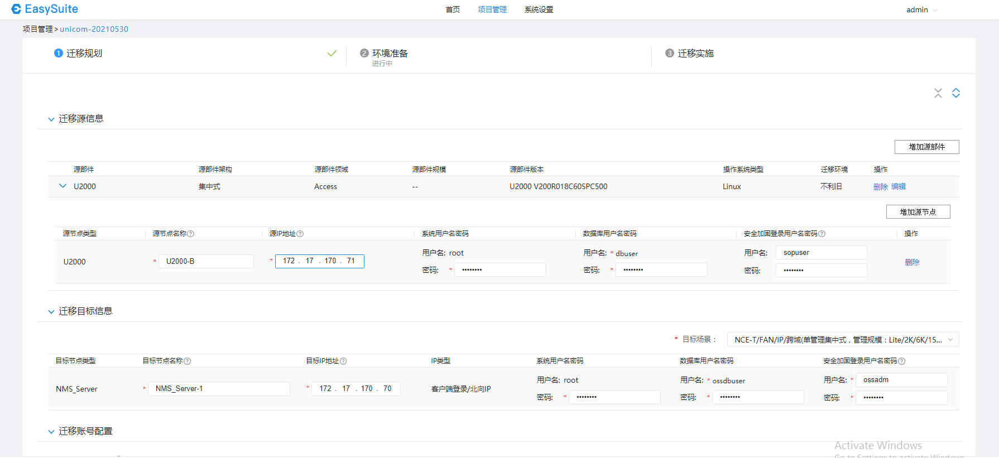 EasySuite
首页 项目管理 系统设置 admin
项目管理 > unicom-20210530
1 迁移规划 2 环境准备 3 迁移实施
进行中
迁移源信息
增加源部件
源部件 源部件架构 源部件领域 源部件规模 源部件版本 操作系统类型 迁移环境 操作
U2000 集中式 Access -- U2000 V200R018C60SPC500 Linux 不利旧 删除 编辑
增加源节点
源节点类型 源节点名称 源IP地址 系统用户名密码 数据库用户名密码 安全加固登录用户名密码 操作
用户名: root 用户名: * dbuser 用户名: sopuser
U2000 * U2000-B * 172 . 17 . 170 . 71 删除
密码: * •••••••• 密码: * •••••••• 密码: ••••••••
迁移目标信息
* 目标场景： NCE-T/FAN/IP/跨域(单管理集中式，管理规模：Lite/2K/6K/15...
目标节点类型 目标节点名称 目标IP地址 IP类型 系统用户名密码 数据库用户名密码 安全加固登录用户名密码
用户名: root 用户名: * ossdbuser 用户名: * ossadm
NMS_Server * NMS_Server-1 * 172 . 17 . 170 . 70 客户端登录/北向IP
密码: * •••••••• 密码: * •••••••• 密码: * ••••••••
迁移账号配置
Activate Windows
Go to Settings to activate Windows.